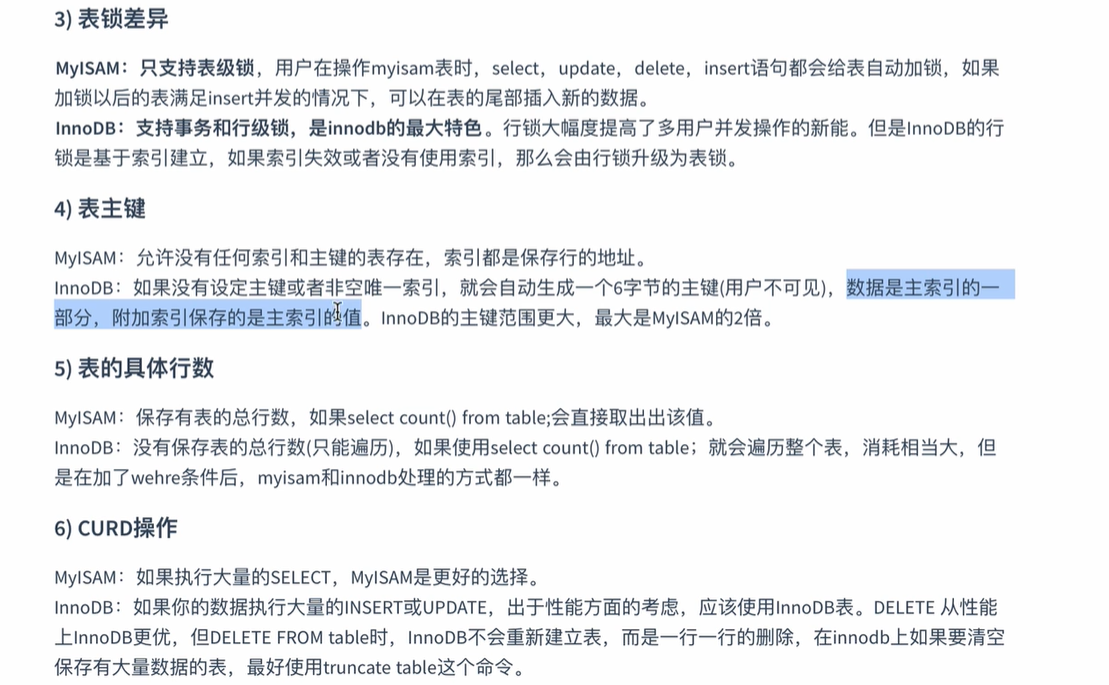 3) 表锁差异
MyISAM：只支持表级锁，用户在操作myisam表时，select，update，delete，insert语句都会给表自动加锁，如果
加锁以后的表满足insert并发的情况下，可以在表的尾部插入新的数据。
InnoDB：支持事务和行级锁，是innodb的最大特色。行锁大幅度提高了多用户并发操作的新能。但是InnoDB的行
锁是基于索引建立，如果索引失效或者没有使用索引，那么会由行锁升级为表锁。
4) 表主键
MyISAM：允许没有任何索引和主键的表存在，索引都是保存行的地址。
InnoDB：如果没有设定主键或者非空唯一索引，就会自动生成一个6字节的主键(用户不可见)，数据是主索引的一
部分，附加索引保存的是主索引的值。InnoDB的主键范围更大，最大是MyISAM的2倍。
5) 表的具体行数
MyISAM：保存有表的总行数，如果select count() from table;会直接取出出该值。
InnoDB：没有保存表的总行数(只能遍历)，如果使用select count() from table；就会遍历整个表，消耗相当大，但
是在加了wehre条件后，myisam和innodb处理的方式都一样。
6) CURD操作
MyISAM：如果执行大量的SELECT，MyISAM是更好的选择。
InnoDB：如果你的数据执行大量的INSERT或UPDATE，出于性能方面的考虑，应该使用InnoDB表。DELETE 从性能
上InnoDB更优，但DELETE FROM table时，InnoDB不会重新建立表，而是一行一行的删除，在innodb上如果要清空
保存有大量数据的表，最好使用truncate table这个命令。